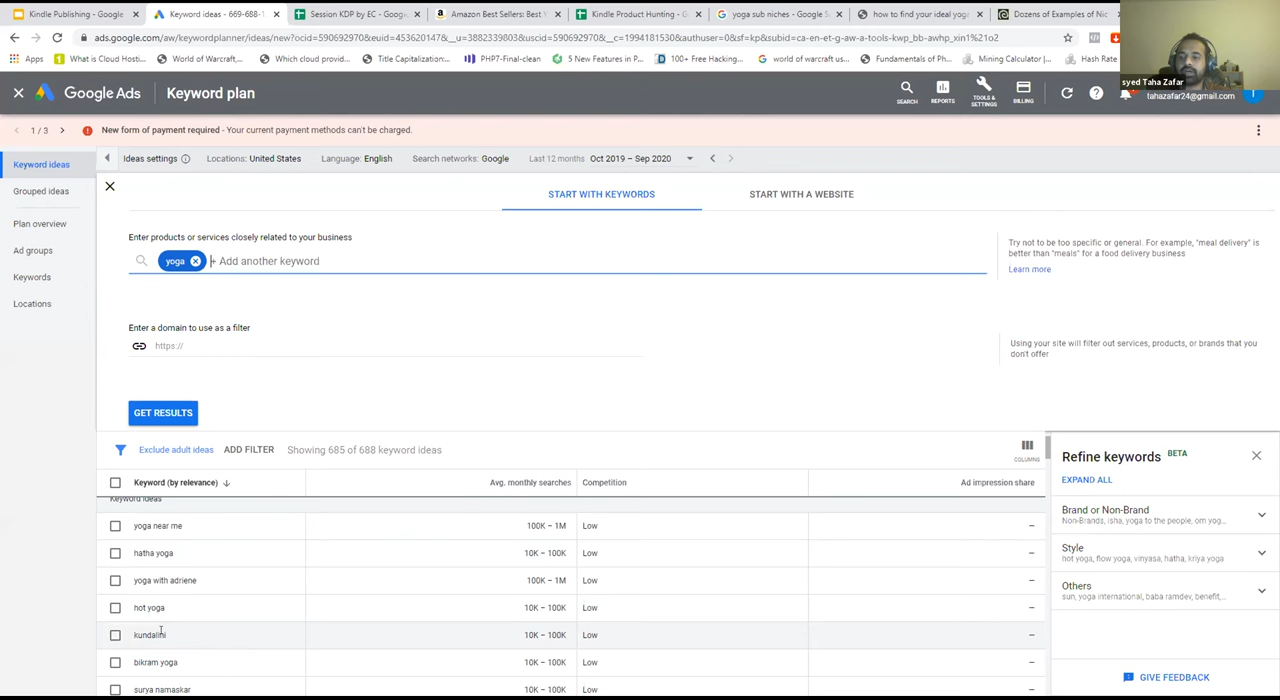 Kindle Publishing - Google Slides
Keyword ideas - 669-688-1
Session KDP by EC - Google
Amazon Best Sellers: Best
Kindle Product Hunting - G
yoga sub niches - Google S
how to find your ideal yoga
Dozens of Examples of Nic
ads.google.com/aw/keywordplanner/ideas/new?ocid=590692970&euid=453620147&__u=3882339803&uscid=590692970&__c=1994181530&authuser=0&sf=kp&subid=ca-en-et-g-aw-a-tools-kwp_bb-awhp_xin1%21o2
Apps
What is Cloud Hosti...
World of Warcraft,...
Which cloud provid...
Title Capitalization:...
PHP7-Final-clean
5 New Features in P...
100+ Free Hacking...
world of warcraft us...
Fundamentals of Ph...
Mining Calculator |...
Hash Rate
syed Taha Zafar
Google Ads
Keyword plan
SEARCH
REPORTS
TOOLS & SETTINGS
BILLING
tahazafar24@gmail.com
1 / 3
New form of payment required - Your current payment methods can't be charged.
Keyword ideas
Grouped ideas
Plan overview
Ad groups
Keywords
Locations
Ideas settings
Locations: United States
Language: English
Search networks: Google
Last 12 months
Oct 2019 – Sep 2020
START WITH KEYWORDS
START WITH A WEBSITE
Enter products or services closely related to your business
yoga
+ Add another keyword
Try not to be too specific or general. For example, "meal delivery" is
better than "meals" for a food delivery business
Learn more
Enter a domain to use as a filter
https://
Using your site will filter out services, products, or brands that you
don't offer
GET RESULTS
Exclude adult ideas
ADD FILTER
Showing 685 of 688 keyword ideas
COLUMNS
Keyword (by relevance)
Avg. monthly searches
Competition
Ad impression share
Keyword ideas
yoga near me 100K – 1M Low –
hatha yoga 10K – 100K Low –
yoga with adriene 100K – 1M Low –
hot yoga 10K – 100K Low –
kundalini 10K – 100K Low –
bikram yoga 10K – 100K Low –
surya namaskar 10K – 100K Low –
Refine keywords BETA
EXPAND ALL
Brand or Non-Brand
Non-Brands, isha, yoga to the people, om yog...
Style
hot yoga, flow yoga, vinyasa, hatha, kriya yoga
Others
sun, yoga international, baba ramdev, benefit,...
GIVE FEEDBACK